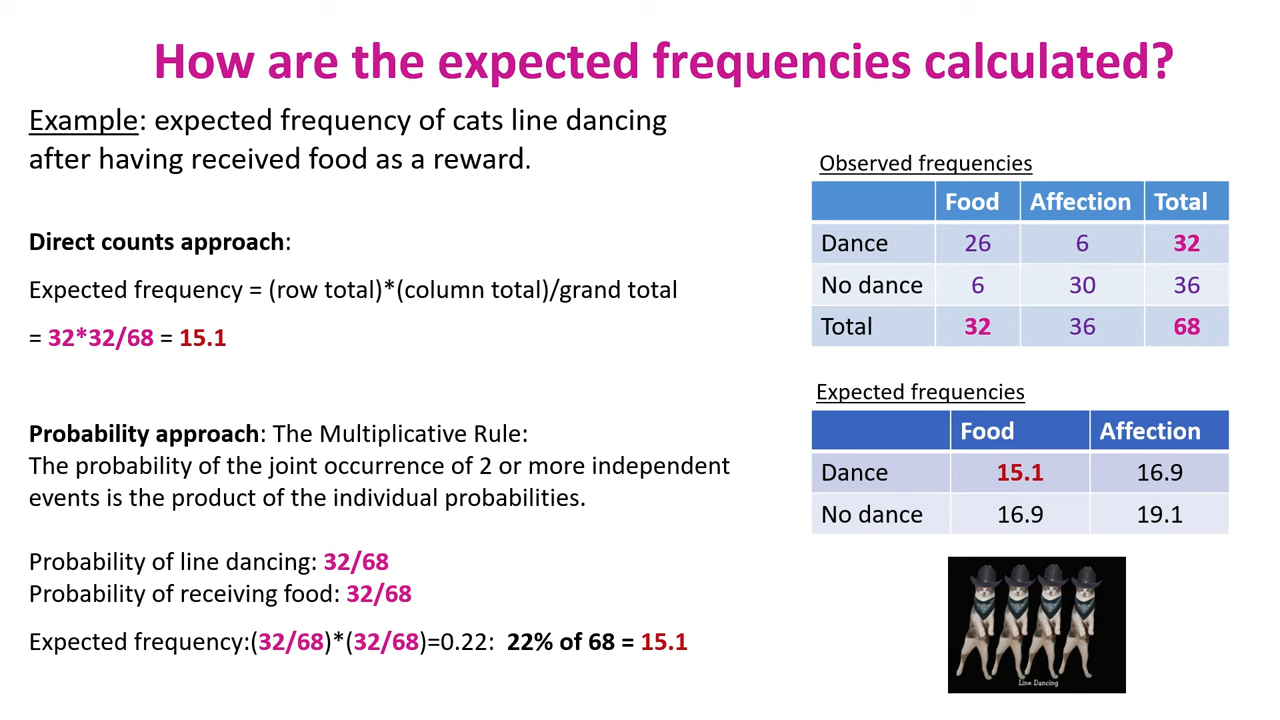 How are the expected frequencies calculated?
Example: expected frequency of cats line dancing
after having received food as a reward.
Direct counts approach:
Expected frequency = (row total)*(column total)/grand total
= 32*32/68 = 15.1
Probability approach: The Multiplicative Rule:
The probability of the joint occurrence of 2 or more independent
events is the product of the individual probabilities.
Probability of line dancing: 32/68
Probability of receiving food: 32/68
Expected frequency:(32/68)*(32/68)=0.22: 22% of 68 = 15.1
Observed frequencies
Food Affection Total
Dance 26 6 32
No dance 6 30 36
Total 32 36 68
Expected frequencies
Food Affection
Dance 15.1 16.9
No dance 16.9 19.1
Line Dancing